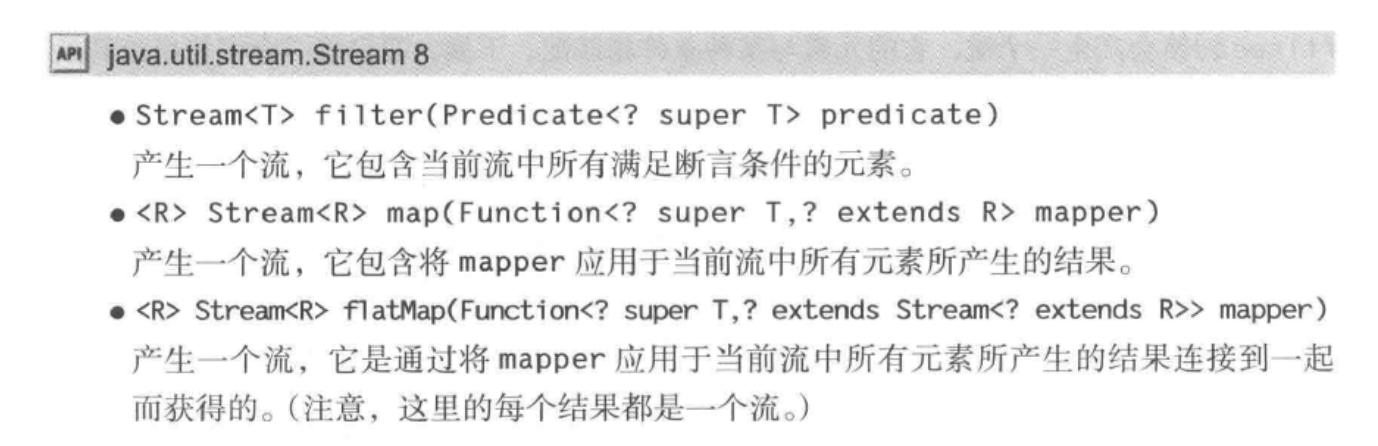 API java.util.stream.Stream 8
● Stream<T> filter(Predicate<? super T> predicate)
产生一个流，它包含当前流中所有满足断言条件的元素。
● <R> Stream<R> map(Function<? super T,? extends R> mapper)
产生一个流，它包含将 mapper 应用于当前流中所有元素所产生的结果。
● <R> Stream<R> flatMap(Function<? super T,? extends Stream<? extends R>> mapper)
产生一个流，它是通过将 mapper 应用于当前流中所有元素所产生的结果连接到一起
而获得的。（注意，这里的每个结果都是一个流。）